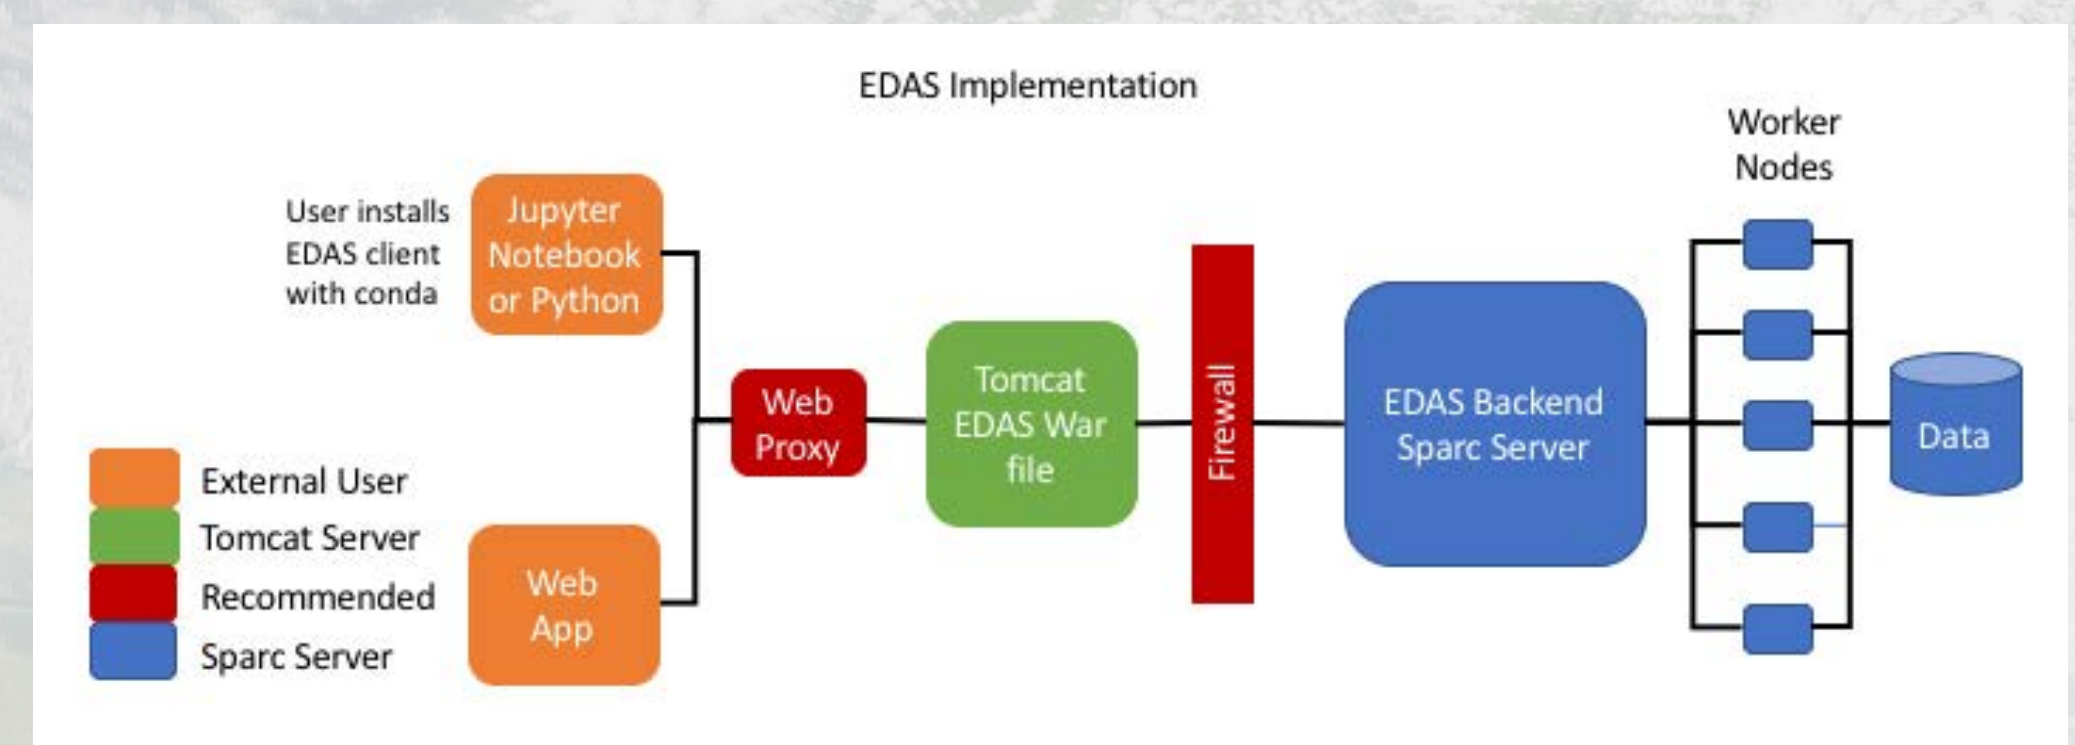 EDAS Implementation
User installs
EDAS client
with conda
Jupyter
Notebook
or Python
Web
App
Web
Proxy
Tomcat
EDAS War
file
Firewall
EDAS Backend
Sparc Server
Worker
Nodes
Data
External User
Tomcat Server
Recommended
Sparc Server